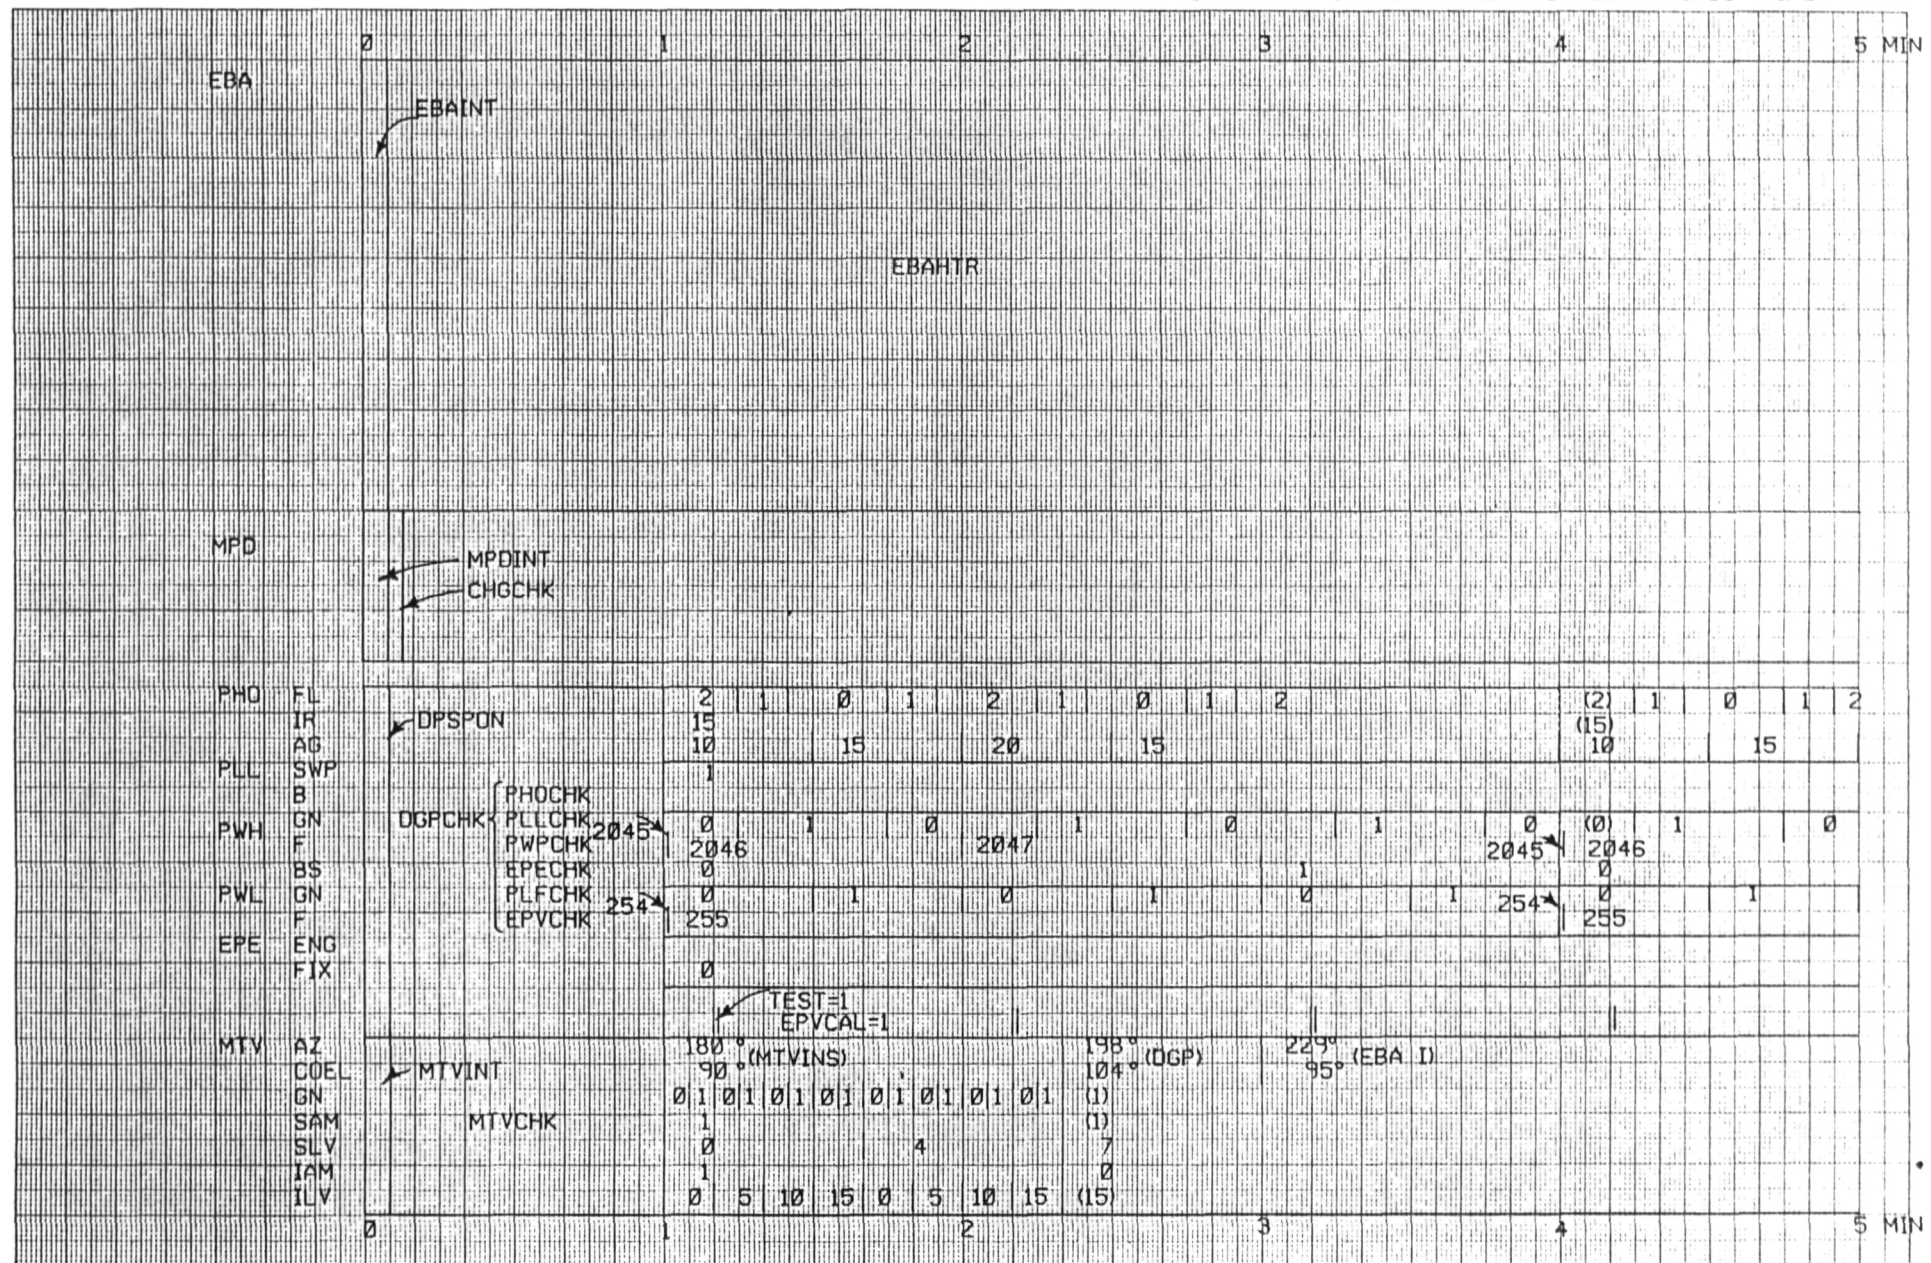 0 1 2 3 4 5 MIN
EBA
EBAINT
EBAHTR
MPD
MPDINT
CHGCHK
PHO FL 2 1 0 1 2 1 0 1 2 (2) 1 0 1 2
IR DPSPON 15 (15)
AG 10 15 20 15 10 15
PLL SWP 1
B PHOCHK
PWH GN DGPCHK PLLCHK 2045 0 1 0 1 0 1 0 (0) 1 0
F PWPCHK 2046 2047 2045 2046
BS EPECHK 0 1 0
PWL GN PLFCHK 254 0 1 0 1 0 1 254 0 1
F EPVCHK 255 255
EPE ENG
FIX 0
TEST=1
EPVCAL=1
MTV AZ 180° (MTVINS) 198° (DGP) 229° (EBA I)
COEL MTVINT 90° 104° 95°
GN 0 1 0 1 0 1 0 1 0 1 0 1 0 1 0 1 (1)
SAM MTVCHK 1 (1)
SLV 0 4 7
IAM 1 0
ILV 0 5 10 15 0 5 10 15 (15)
0 1 2 3 4 5 MIN